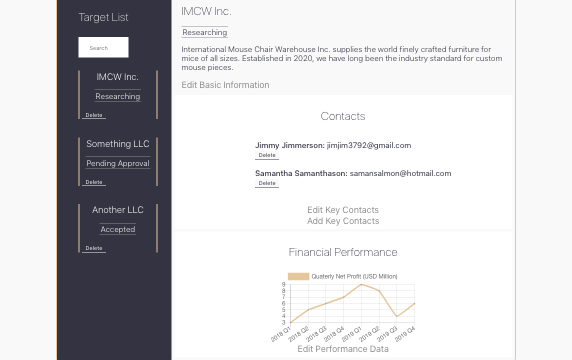 Target List
Search
IMCW Inc.
Researching
Delete
Something LLC
Pending Approval
Delete
Another LLC
Accepted
Delete
IMCW Inc.
Researching
International Mouse Chair Warehouse Inc. supplies the world finely crafted furniture for
mice of all sizes. Established in 2020, we have long been the industry standard for custom
mouse pieces.
Edit Basic Information
Contacts
Jimmy Jimmerson: jimjim3792@gmail.com
Delete
Samantha Samanthason: samansalmon@hotmail.com
Delete
Edit Key Contacts
Add Key Contacts
Financial Performance
Quaterly Net Profit (USD Million)
9
8
7
6
5
4
3
2018 Q1 2018 Q2 2018 Q3 2018 Q4 2019 Q1 2019 Q2 2019 Q3 2019 Q4
Edit Performance Data